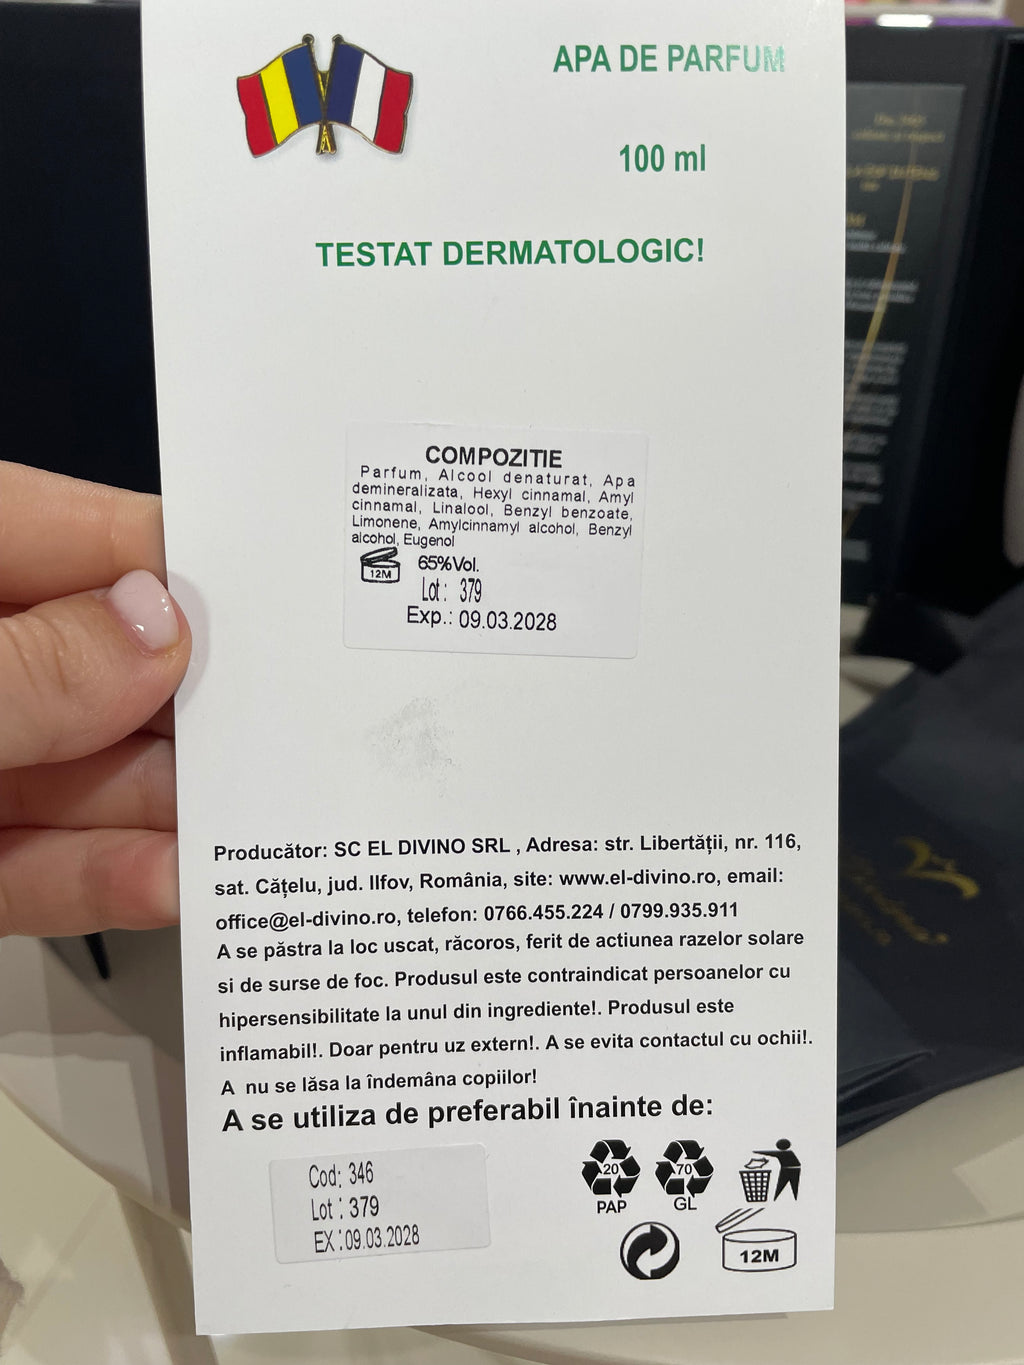 APA DE PARFUM
100 ml
TESTAT DERMATOLOGIC!
COMPOZITIE
Parfum, Alcool denaturat, Apa
demineralizata, Hexyl cinnamal, Amyl
cinnamal, Linalool, Benzyl benzoate,
Limonene, Amylcinnamyl alcohol, Benzyl
alcohol, Eugenol
12M
65%Vol.
Lot: 379
Exp.: 09.03.2028
Producător: SC EL DIVINO SRL , Adresa: str. Libertății, nr. 116,
sat. Cățelu, jud. Ilfov, România, site: www.el-divino.ro, email:
office@el-divino.ro, telefon: 0766.455.224 / 0799.935.911
A se păstra la loc uscat, răcoros, ferit de actiunea razelor solare
si de surse de foc. Produsul este contraindicat persoanelor cu
hipersensibilitate la unul din ingrediente!. Produsul este
inflamabil!. Doar pentru uz extern!. A se evita contactul cu ochii!.
A nu se lăsa la îndemâna copiilor!
A se utiliza de preferabil înainte de:
Cod: 346
Lot : 379
EX :09.03.2028
20
PAP
70
GL
12M